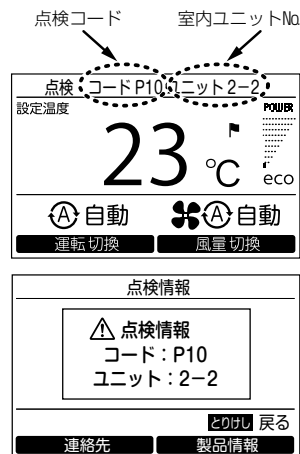 点検コード 室内ユニットNo.
点検 コード P10 ユニット 2−2
設定温度 POWER
23 °C
eco
Ⓐ 自動 Ⓐ 自動
運転切換 風量切換
点検情報
⚠ 点検情報
コード：P10
ユニット：2−2
とりけし 戻る
連絡先 製品情報